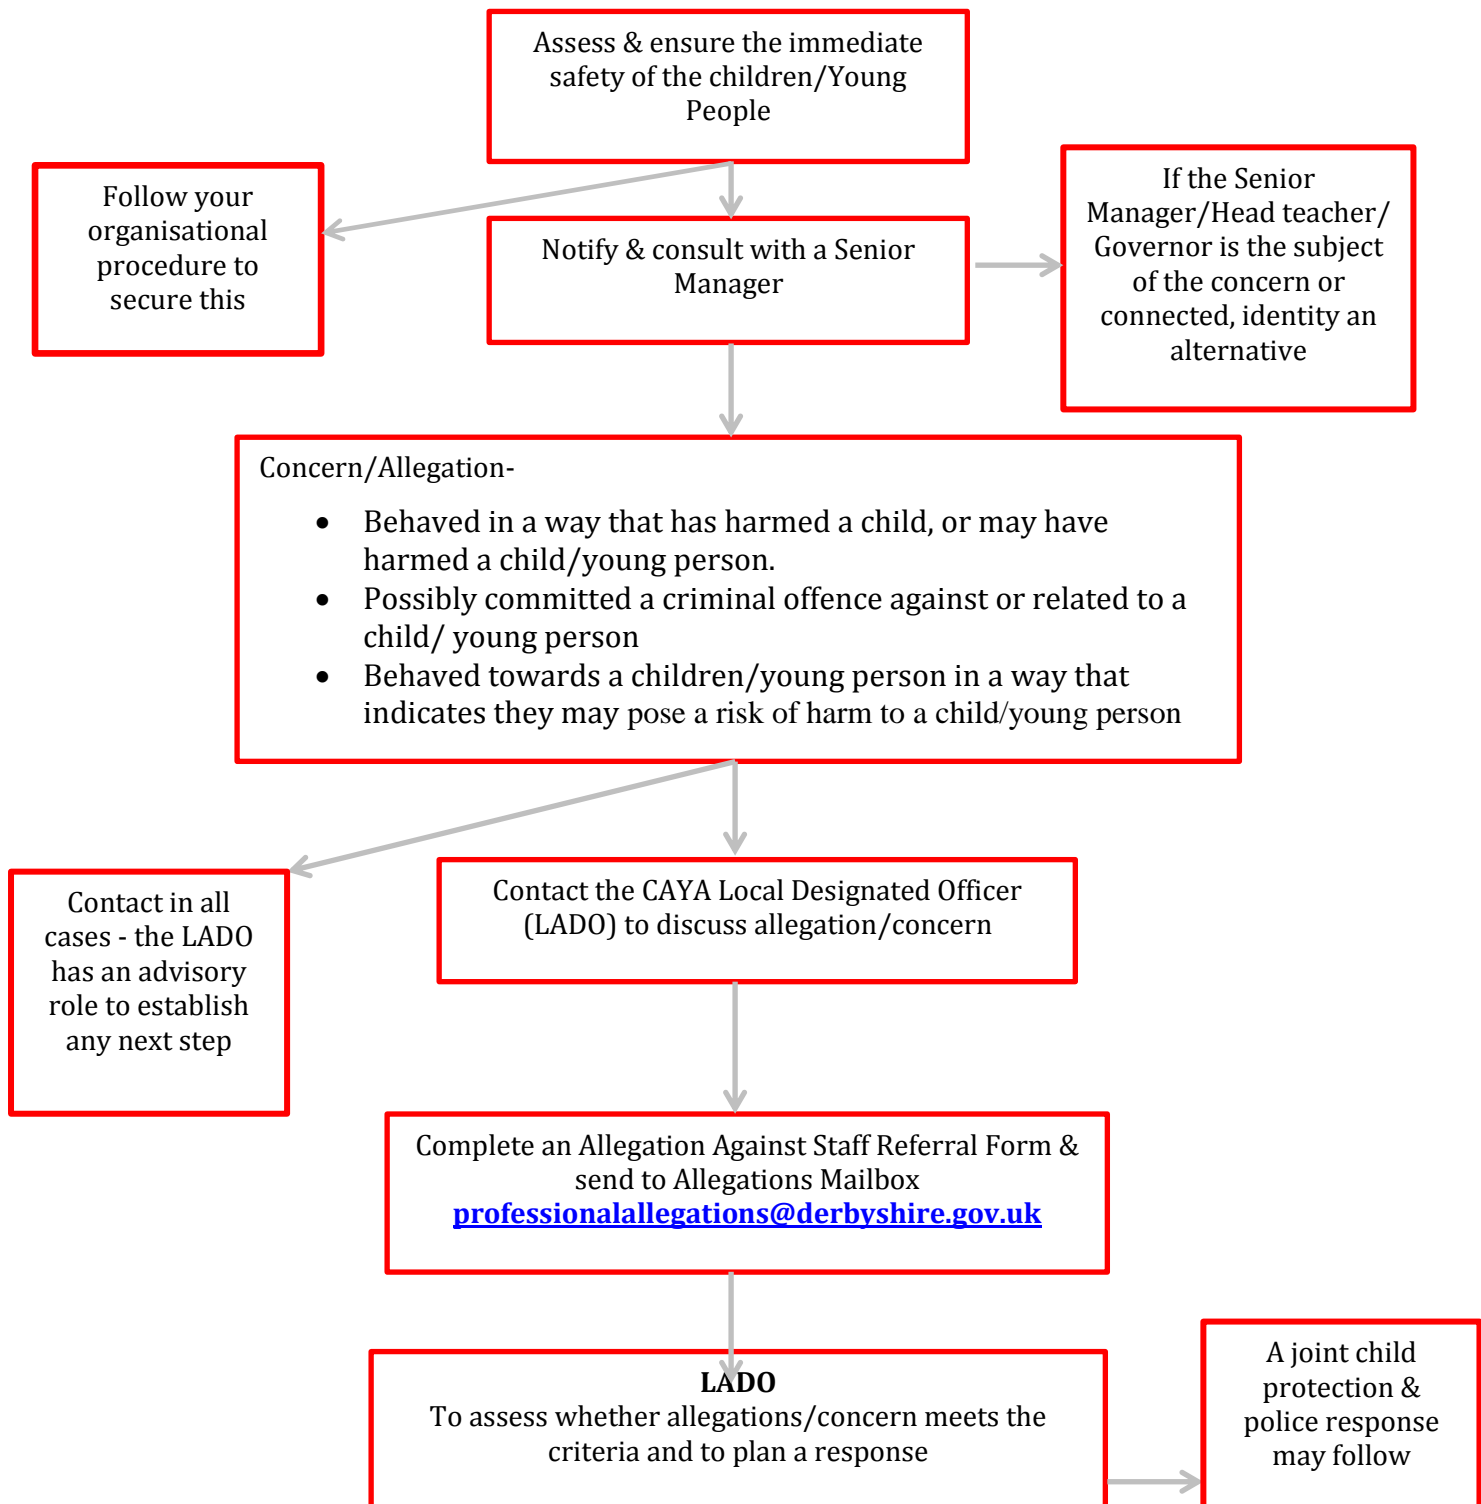 Assess & ensure the immediate
safety of the children/Young
People
Follow your
organisational
procedure to
secure this
Notify & consult with a Senior
Manager
If the Senior
Manager/Head teacher/
Governor is the subject
of the concern or
connected, identity an
alternative
Concern/Allegation-
• Behaved in a way that has harmed a child, or may have
harmed a child/young person.
• Possibly committed a criminal offence against or related to a
child/ young person
• Behaved towards a children/young person in a way that
indicates they may pose a risk of harm to a child/young person
Contact in all
cases - the LADO
has an advisory
role to establish
any next step
Contact the CAYA Local Designated Officer
(LADO) to discuss allegation/concern
Complete an Allegation Against Staff Referral Form &
send to Allegations Mailbox
professionalallegations@derbyshire.gov.uk
LADO
To assess whether allegations/concern meets the
criteria and to plan a response
A joint child
protection &
police response
may follow